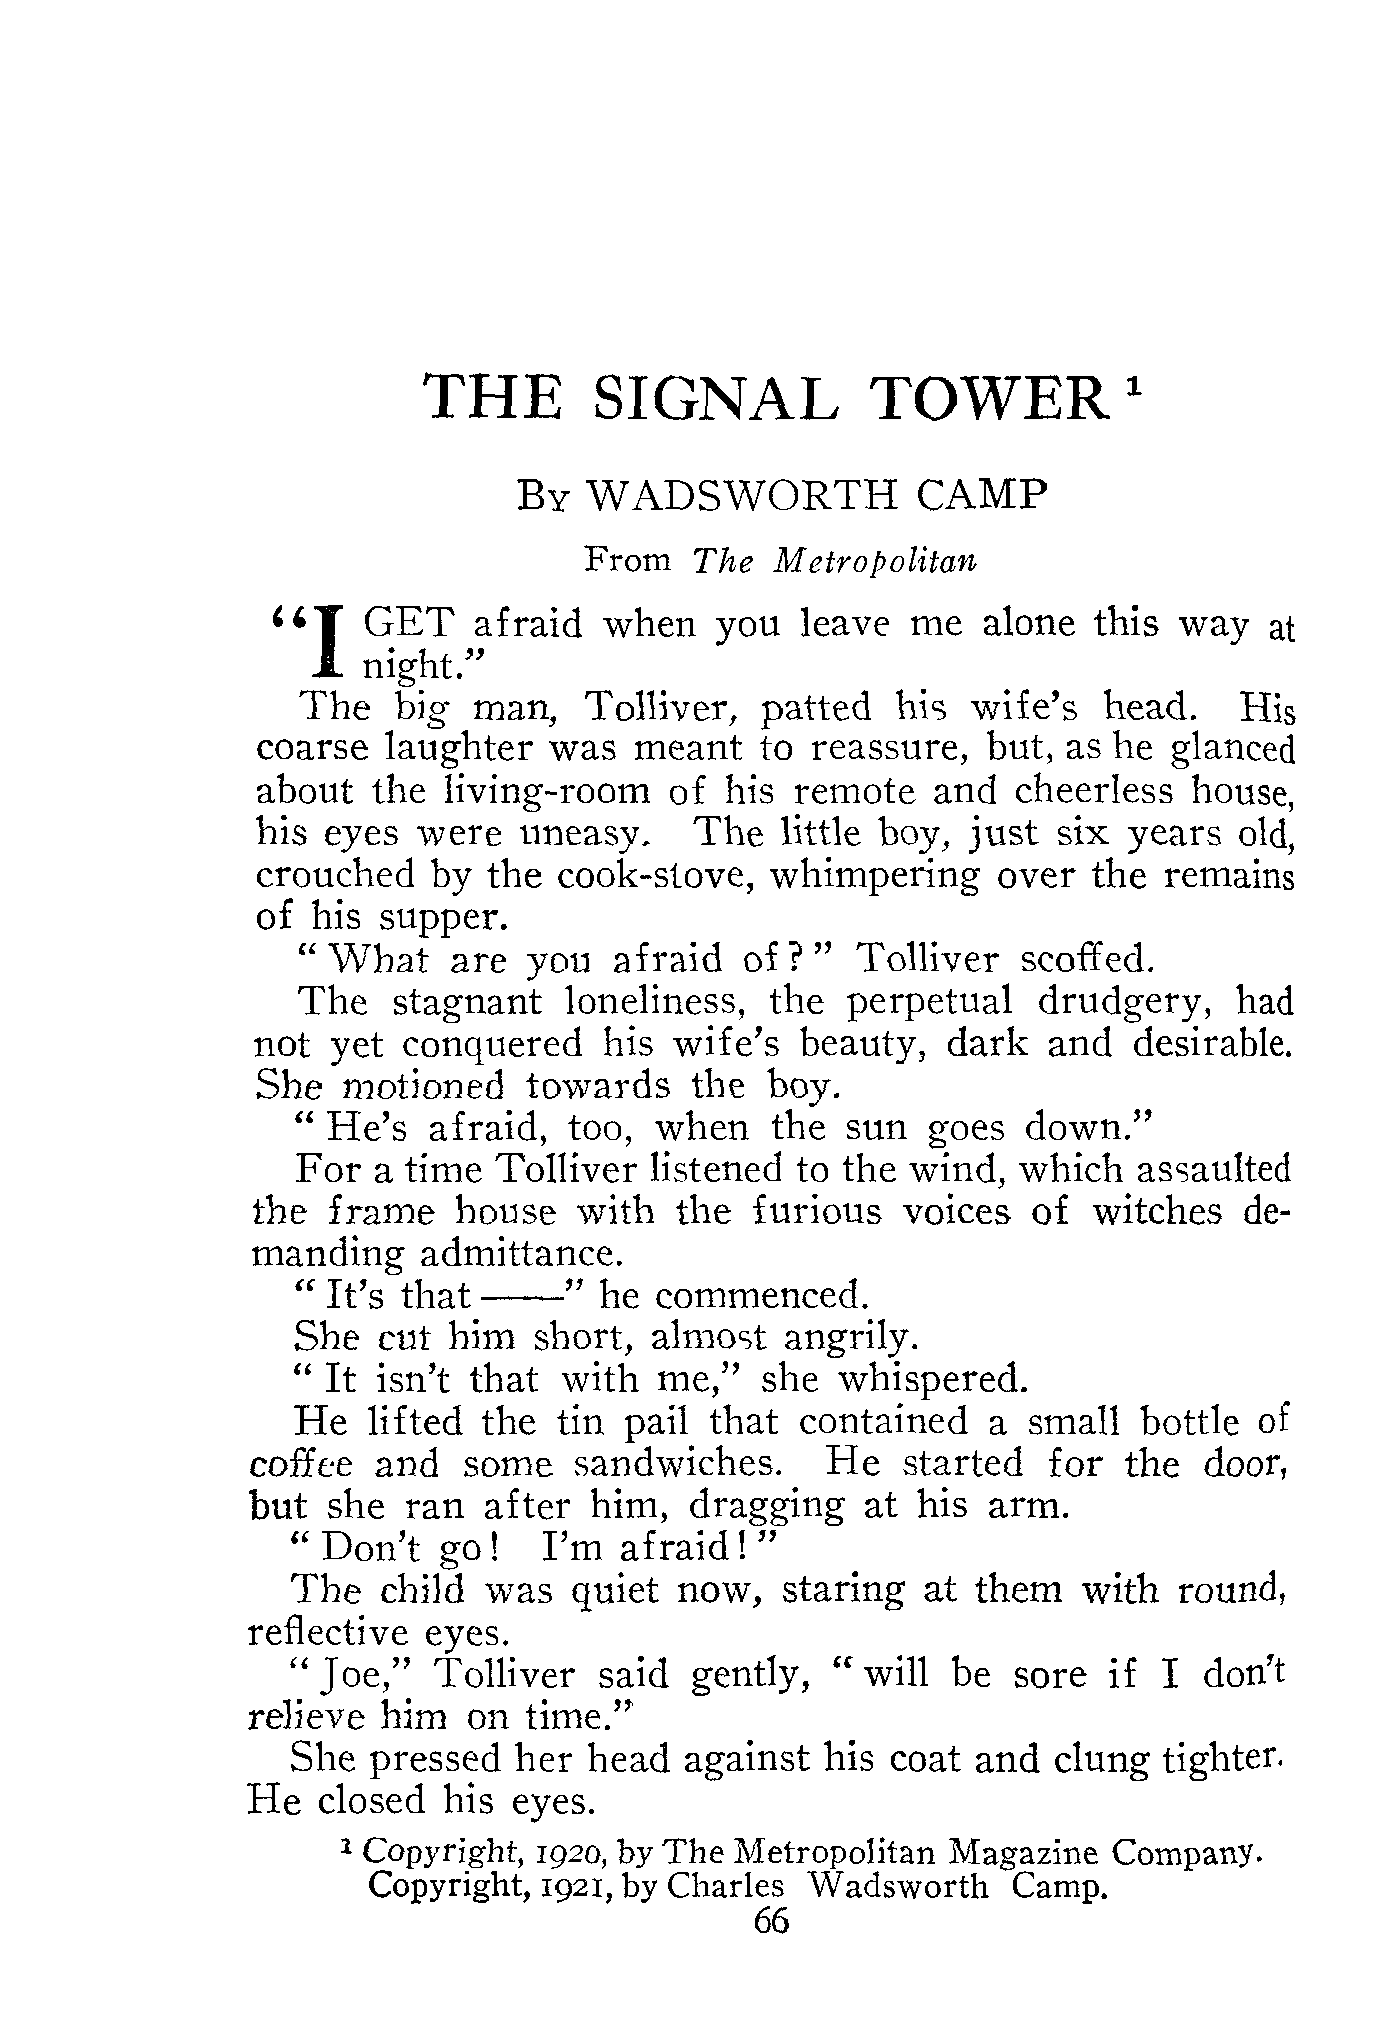 THE SIGNAL TOWER ¹
By WADSWORTH CAMP
From The Metropolitan
“I GET afraid when you leave me alone this way at
night.”
The big man, Tolliver, patted his wife’s head. His
coarse laughter was meant to reassure, but, as he glanced
about the living-room of his remote and cheerless house,
his eyes were uneasy. The little boy, just six years old,
crouched by the cook-stove, whimpering over the remains
of his supper.
“ What are you afraid of ? ” Tolliver scoffed.
The stagnant loneliness, the perpetual drudgery, had
not yet conquered his wife’s beauty, dark and desirable.
She motioned towards the boy.
“ He’s afraid, too, when the sun goes down.”
For a time Tolliver listened to the wind, which assaulted
the frame house with the furious voices of witches de-
manding admittance.
“ It’s that ——” he commenced.
She cut him short, almost angrily.
“ It isn’t that with me,” she whispered.
He lifted the tin pail that contained a small bottle of
coffee and some sandwiches. He started for the door,
but she ran after him, dragging at his arm.
“ Don’t go ! I’m afraid ! ”
The child was quiet now, staring at them with round,
reflective eyes.
“ Joe,” Tolliver said gently, “ will be sore if I don’t
relieve him on time.”
She pressed her head against his coat and clung tighter.
He closed his eyes.
¹ Copyright, 1920, by The Metropolitan Magazine Company.
Copyright, 1921, by Charles Wadsworth Camp.
66